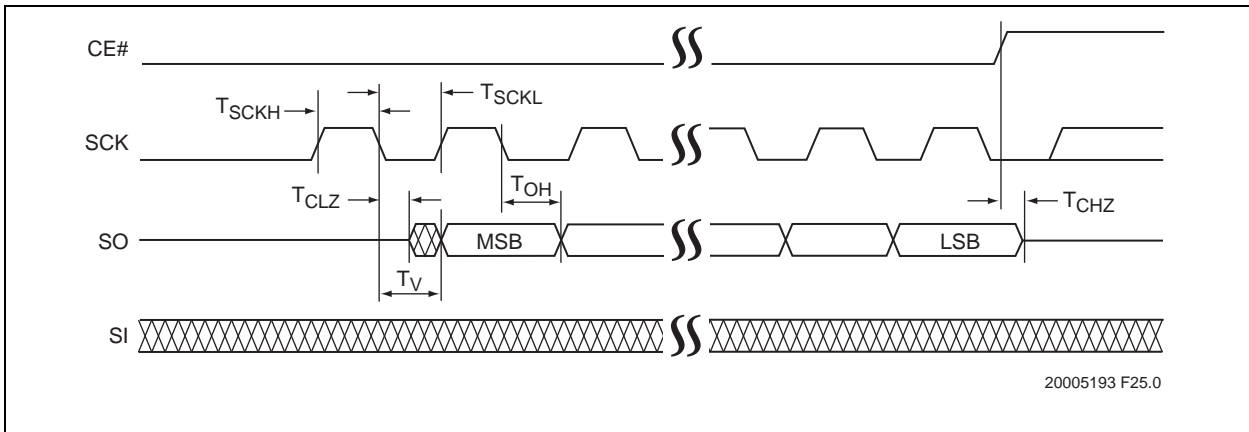 CE#
TSCKH
TSCKL
SCK
TCLZ
TOH
TCHZ
SO
MSB
LSB
TV
SI
20005193 F25.0